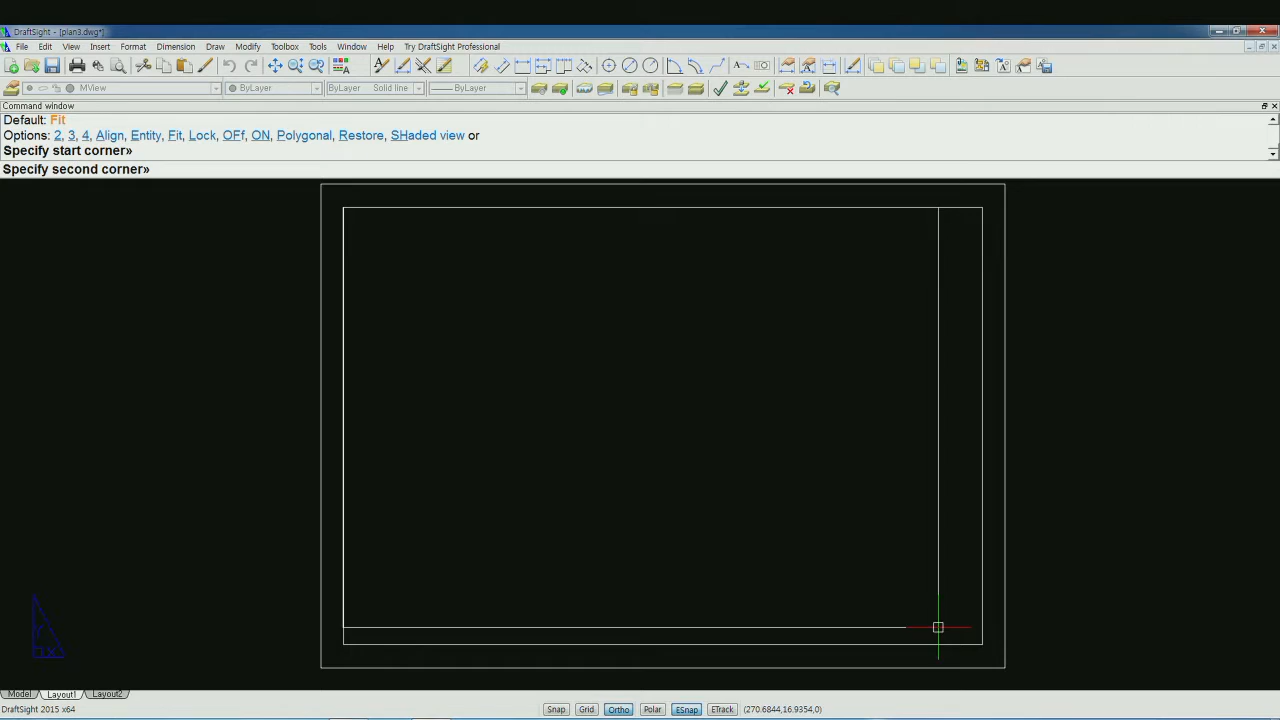 DraftSight - [plan3.dwg*]
File Edit View Insert Format Dimension Draw Modify Toolbox Tools Window Help Try DraftSight Professional
MView ByLayer ByLayer Solid line ByLayer
Command window
Default: Fit
Options: 2, 3, 4, Align, Entity, Fit, Lock, OFf, ON, Polygonal, Restore, SHaded view or
Specify start corner»
Specify second corner»
Model Layout1 Layout2
DraftSight 2015 x64 Snap Grid Ortho Polar ESnap ETrack (270.6844,16.9354,0)